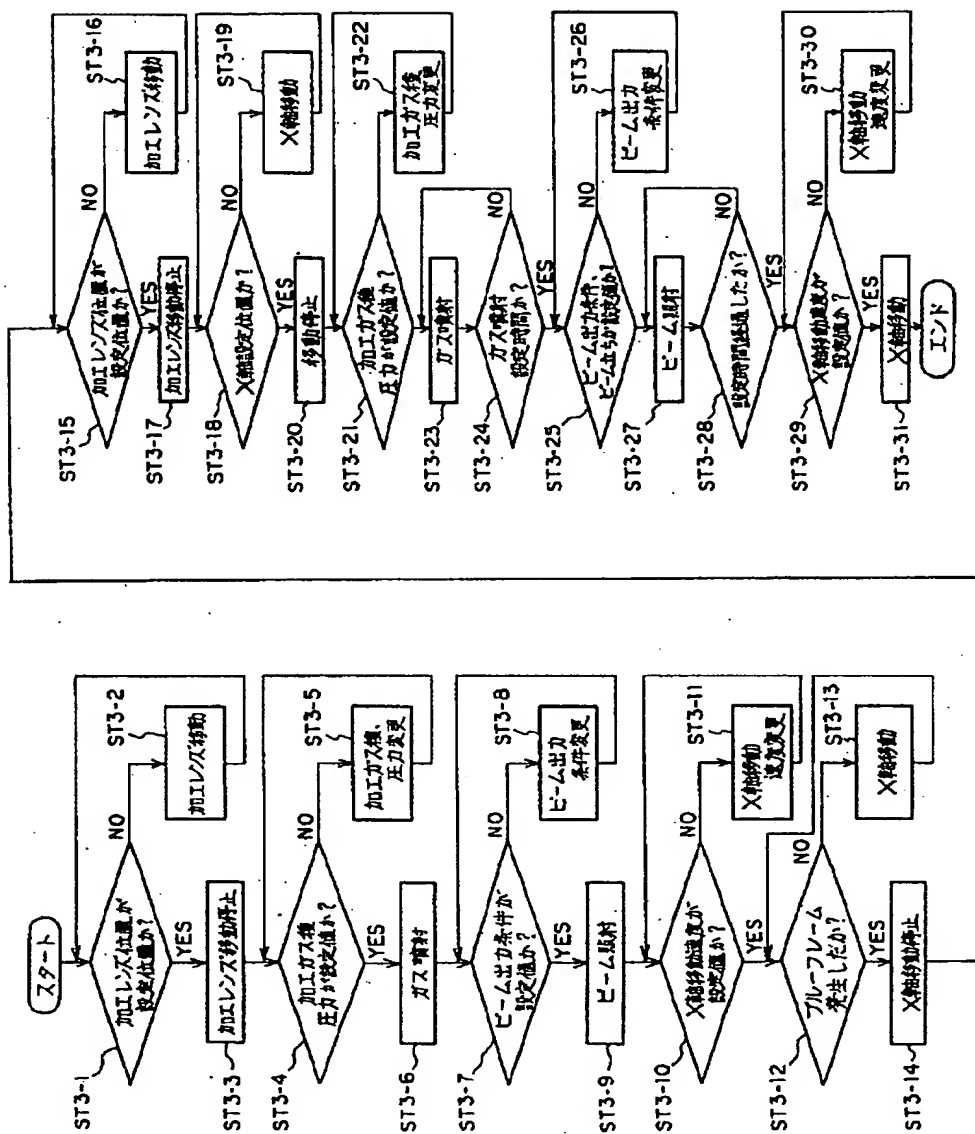 スタート
ST3-1
加工レンズ位置が
設定位置か?
NO
ST3-2
加工レンズ移動
YES
ST3-3
加工レンズ移動停止
ST3-4
加工ガス種
圧力が設定値か?
NO
ST3-5
加工ガス種、
圧力変更
YES
ST3-6
ガス噴射
ST3-7
ビーム出力条件が
設定値か?
NO
ST3-8
ビーム出力
条件変更
YES
ST3-9
ビーム照射
ST3-10
X軸移動速度が
設定値か?
NO
ST3-11
X軸移動
速度変更
YES
ST3-12
ブルーフレーム
発生したか?
NO
ST3-13
X軸移動
YES
ST3-14
X軸移動停止
ST3-15
加工レンズ位置が
設定位置か?
NO
ST3-16
加工レンズ移動
YES
ST3-17
加工レンズ移動停止
ST3-18
X軸設定位置か?
NO
ST3-19
X軸移動
YES
ST3-20
移動停止
ST3-21
加工ガス種
圧力が設定値か?
NO
ST3-22
加工ガス種
圧力変更
ST3-23
ガス噴射
ST3-24
ガス噴射
設定時間か?
NO
YES
ST3-25
ビーム出力条件、
ビーム立ちが設定値か?
NO
ST3-26
ビーム出力
条件変更
YES
ST3-27
ビーム照射
ST3-28
設定時間経過したか?
NO
YES
ST3-29
X軸移動速度が
設定値か?
NO
ST3-30
X軸移動
速度変更
YES
ST3-31
X軸移動
エンド